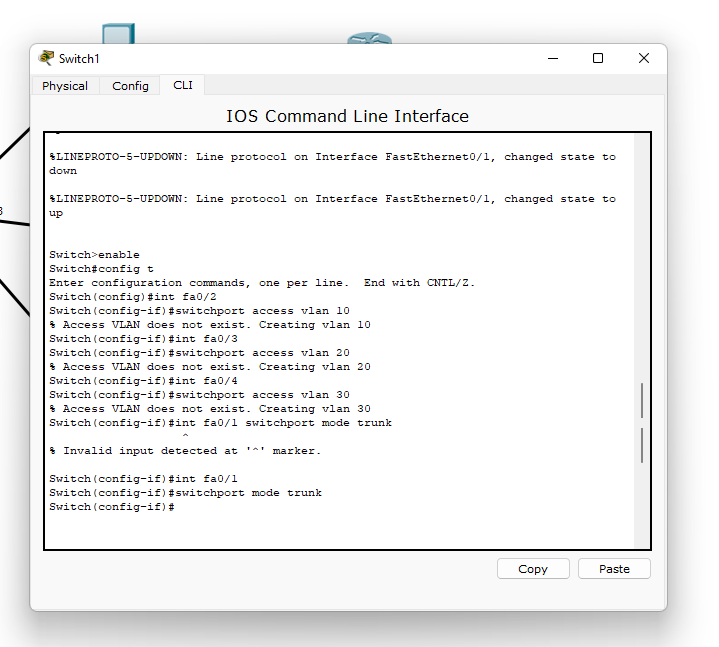 Switch1
Physical Config CLI
IOS Command Line Interface
%LINEPROTO-5-UPDOWN: Line protocol on Interface FastEthernet0/1, changed state to
down
%LINEPROTO-5-UPDOWN: Line protocol on Interface FastEthernet0/1, changed state to
up
Switch>enable
Switch#config t
Enter configuration commands, one per line.  End with CNTL/Z.
Switch(config)#int fa0/2
Switch(config-if)#switchport access vlan 10
% Access VLAN does not exist. Creating vlan 10
Switch(config-if)#int fa0/3
Switch(config-if)#switchport access vlan 20
% Access VLAN does not exist. Creating vlan 20
Switch(config-if)#int fa0/4
Switch(config-if)#switchport access vlan 30
% Access VLAN does not exist. Creating vlan 30
Switch(config-if)#int fa0/1 switchport mode trunk
^
% Invalid input detected at '^' marker.
Switch(config-if)#int fa0/1
Switch(config-if)#switchport mode trunk
Switch(config-if)#
Copy Paste